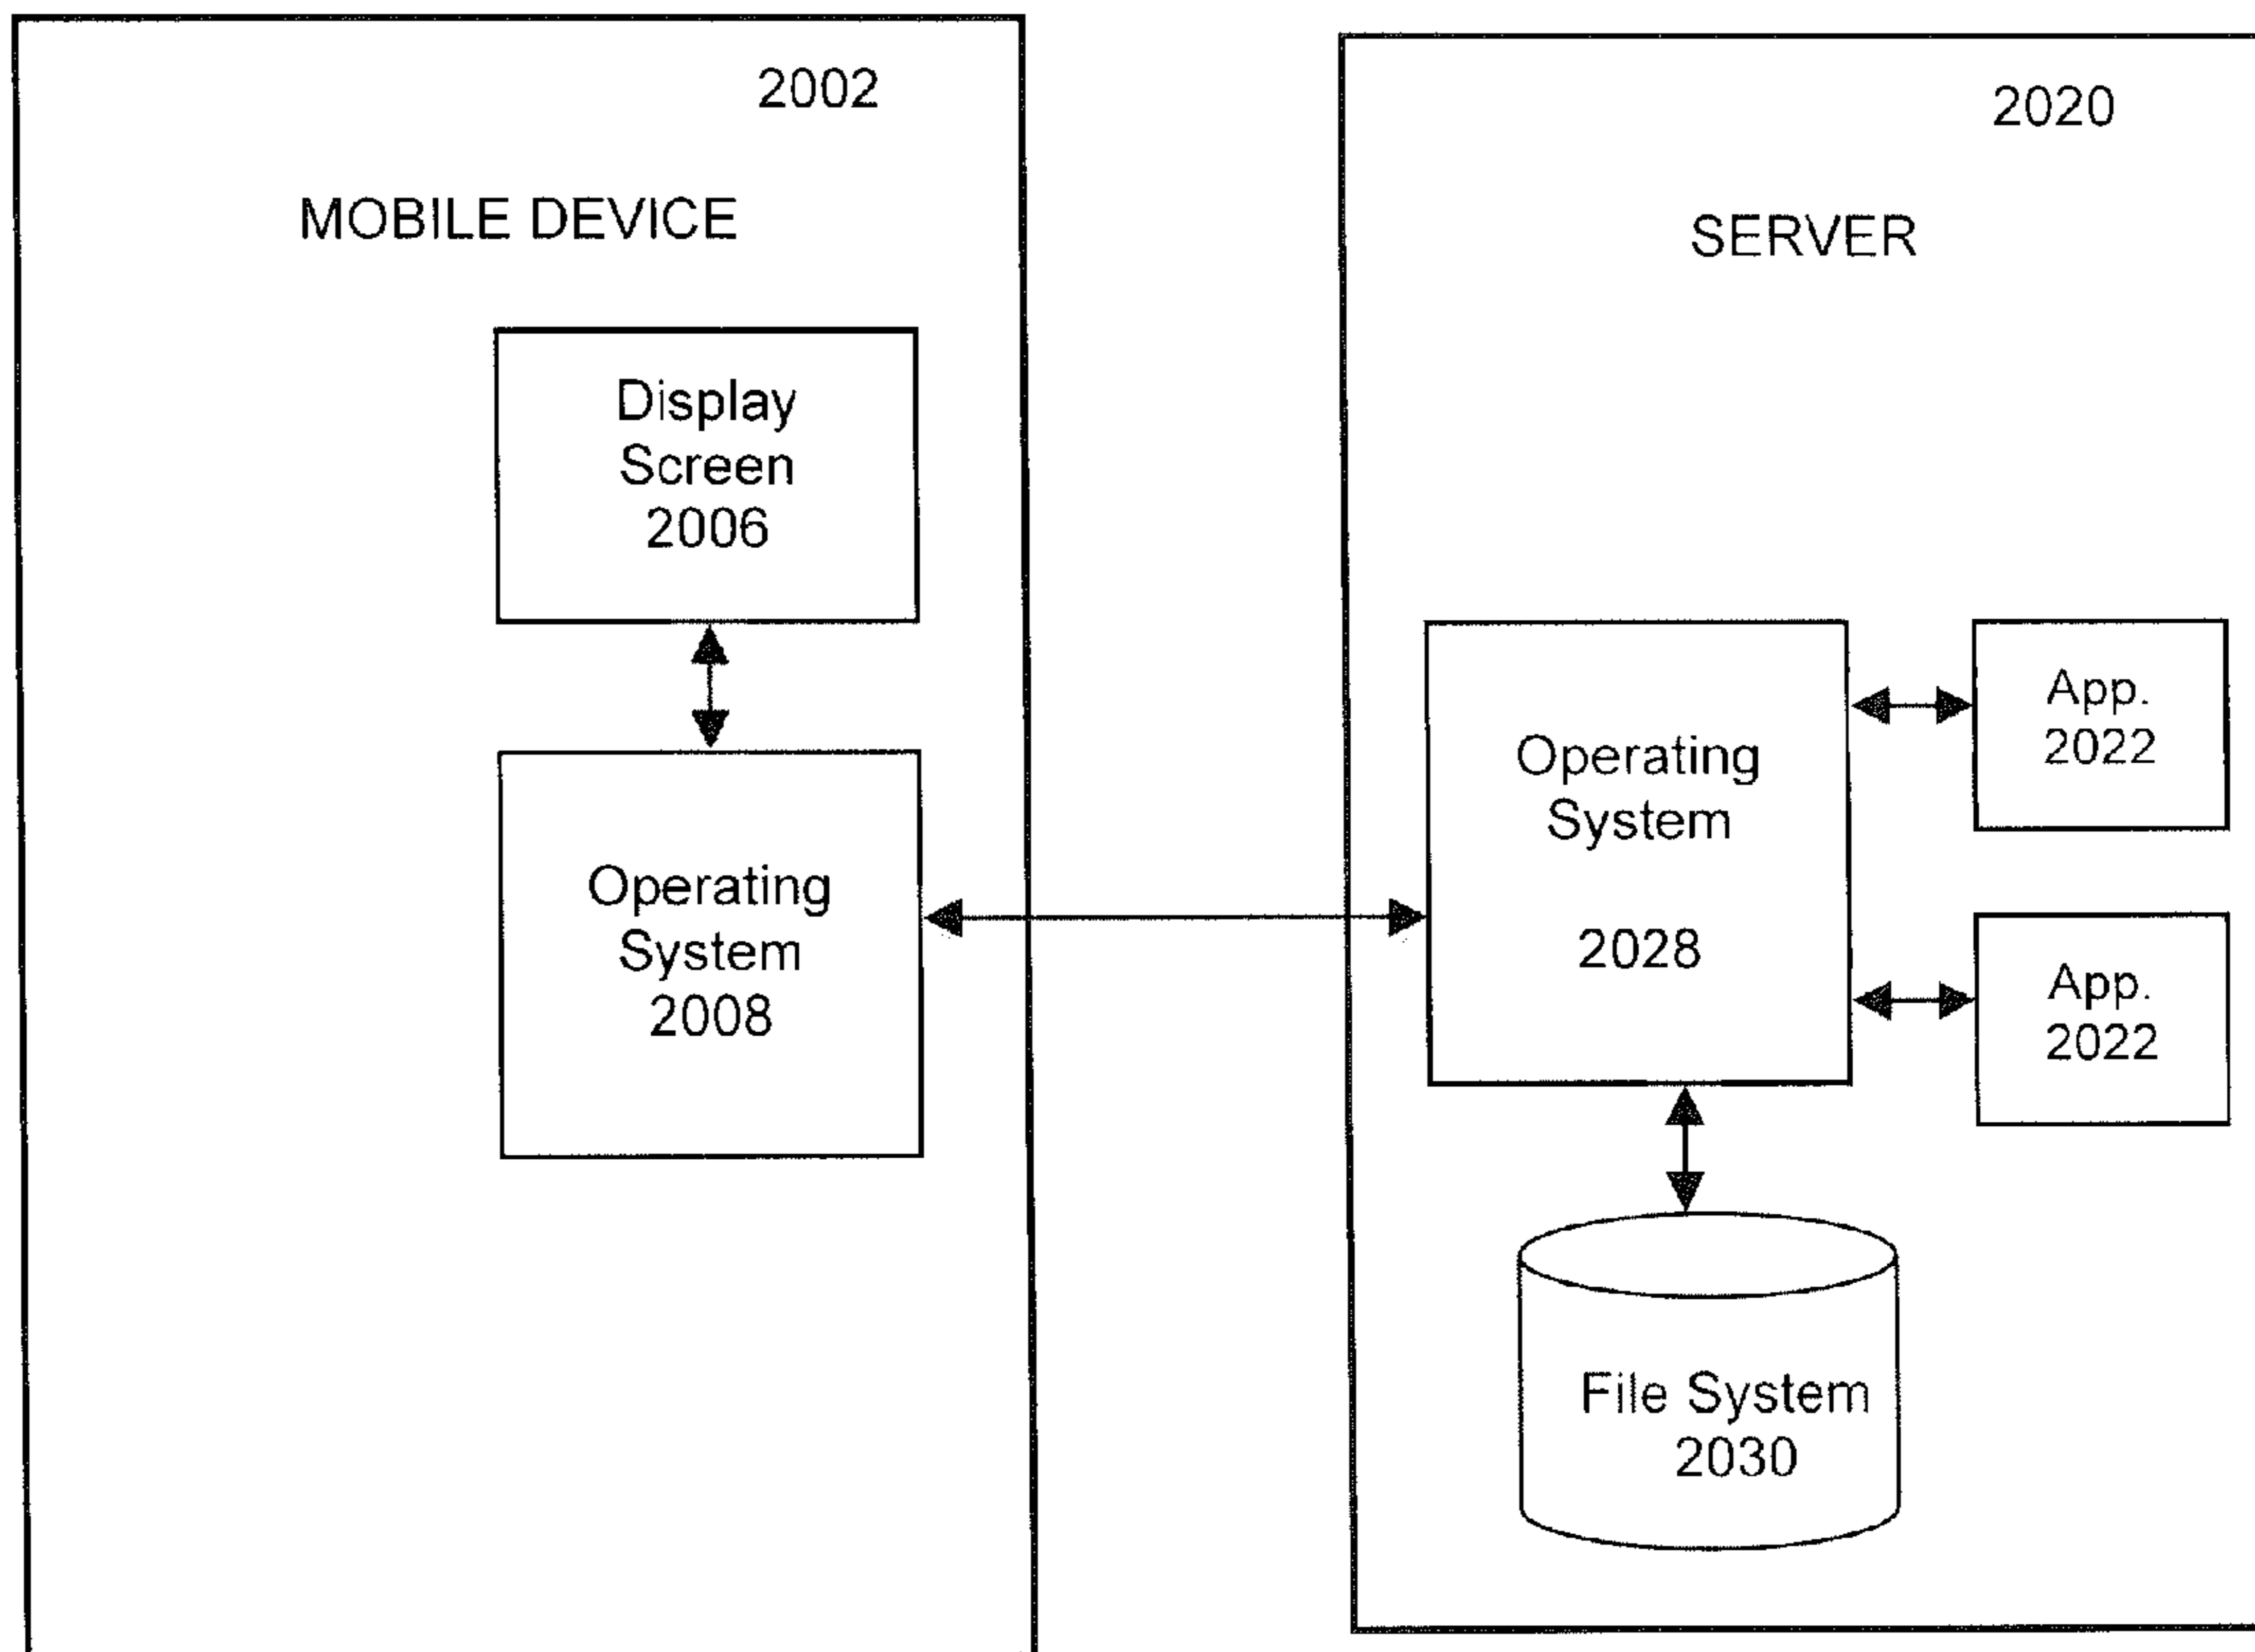 2002
MOBILE DEVICE
Display
Screen
2006
Operating
System
2008
2020
SERVER
Operating
System
2028
App.
2022
App.
2022
File System
2030